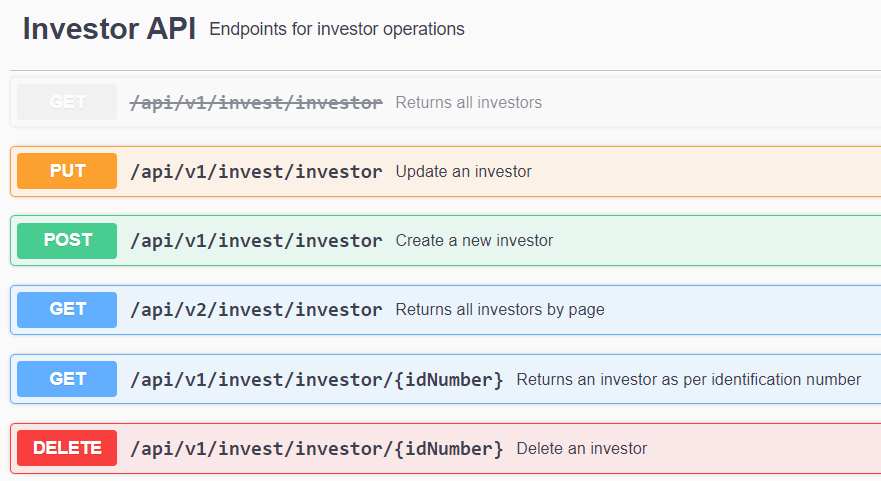 Investor API Endpoints for investor operations
GET /api/v1/invest/investor Returns all investors
PUT /api/v1/invest/investor Update an investor
POST /api/v1/invest/investor Create a new investor
GET /api/v2/invest/investor Returns all investors by page
GET /api/v1/invest/investor/{idNumber} Returns an investor as per identification number
DELETE /api/v1/invest/investor/{idNumber} Delete an investor